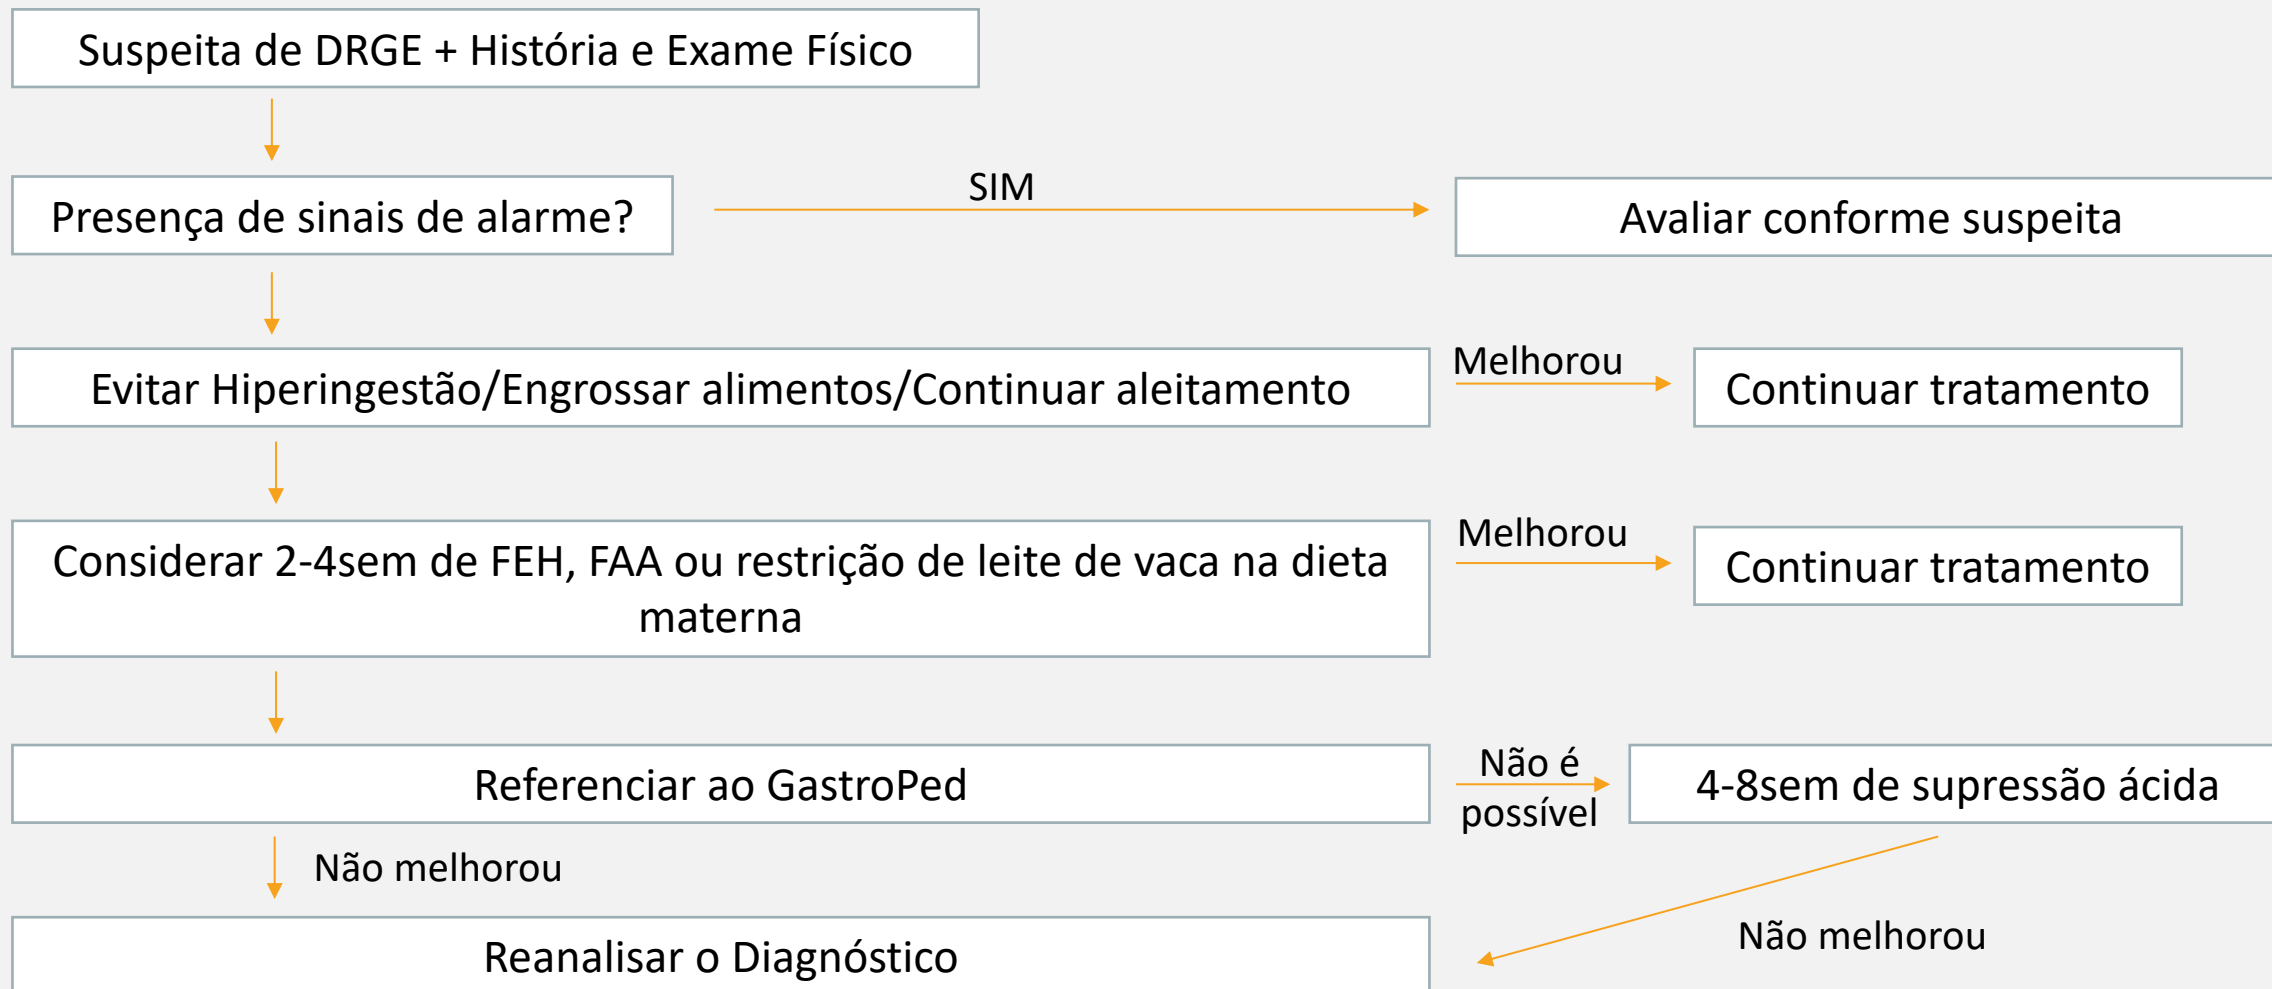 Suspeita de DRGE + História e Exame Físico
SIM
Presença de sinais de alarme?
Avaliar conforme suspeita
Melhorou
Evitar Hiperingestão/Engrossar alimentos/Continuar aleitamento
Continuar tratamento
Melhorou
Considerar 2-4sem de FEH, FAA ou restrição de leite de vaca na dieta
materna
Continuar tratamento
Não é
possível
Referenciar ao GastroPed
4-8sem de supressão ácida
Não melhorou
Não melhorou
Reanalisar o Diagnóstico